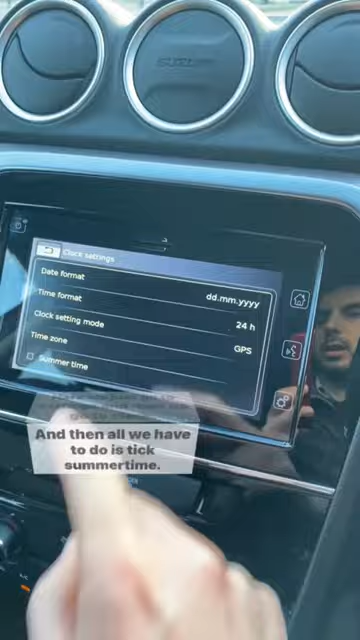 SUZUKI
Clock settings
Date format
dd.mm.yyyy
Time format
24 h
Clock setting mode
GPS
Time zone
Summer time
And then all we have
to do is tick
summertime.